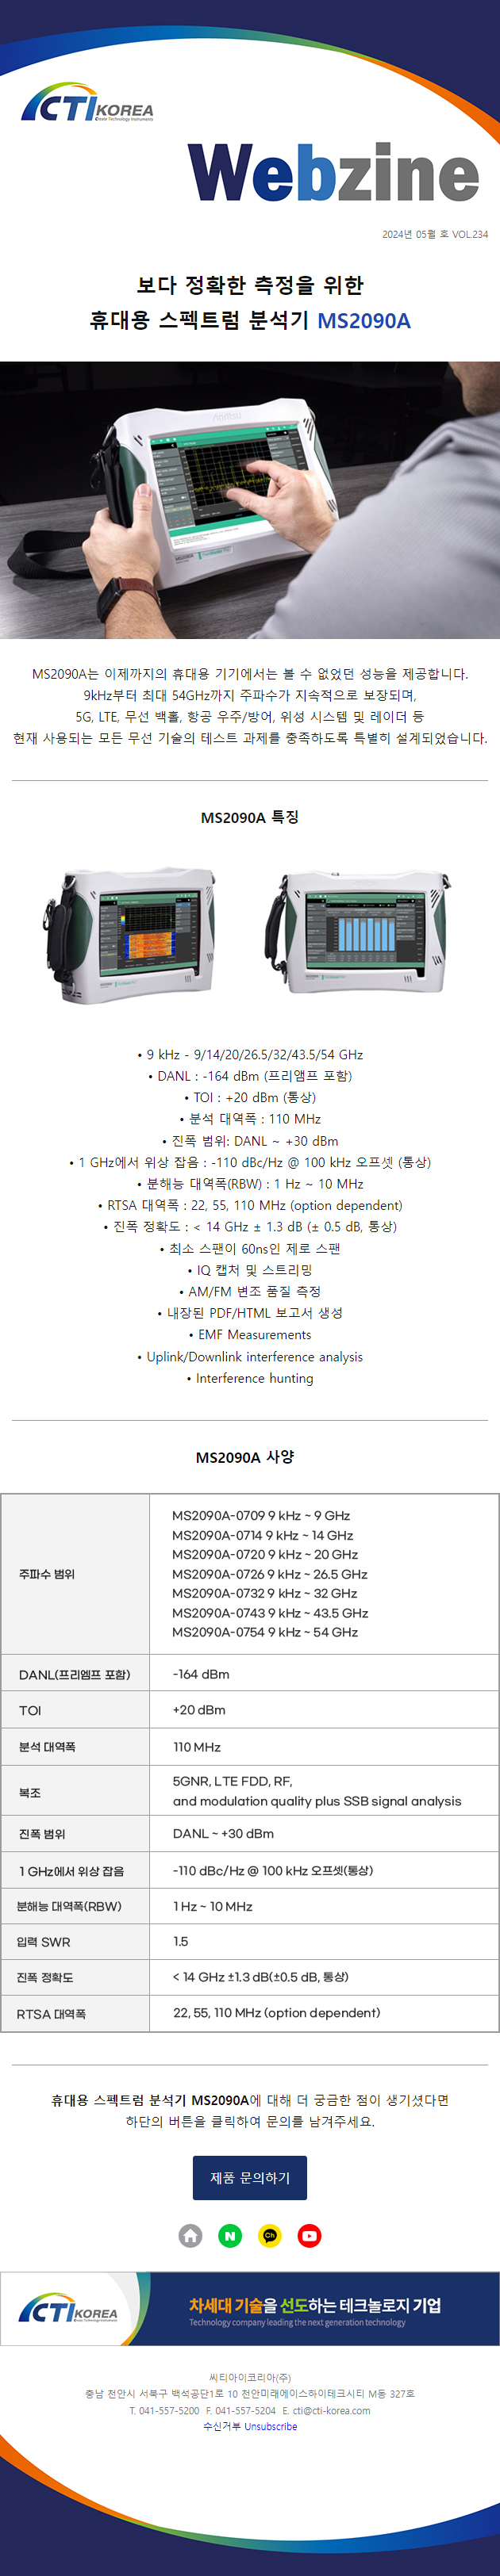 CTI KOREA
Create Technology Instruments
Webzine
2024년 05월 호 VOL.234
보다 정확한 측정을 위한
휴대용 스펙트럼 분석기 MS2090A
Anritsu
MS2090A는 이제까지의 휴대용 기기에서는 볼 수 없었던 성능을 제공합니다.
9kHz부터 최대 54GHz까지 주파수가 지속적으로 보장되며,
5G, LTE, 무선 백홀, 항공 우주/방어, 위성 시스템 및 레이더 등
현재 사용되는 모든 무선 기술의 테스트 과제를 충족하도록 특별히 설계되었습니다.
MS2090A 특징
• 9 kHz - 9/14/20/26.5/32/43.5/54 GHz
• DANL : -164 dBm (프리앰프 포함)
• TOI : +20 dBm (통상)
• 분석 대역폭 : 110 MHz
• 진폭 범위: DANL ~ +30 dBm
• 1 GHz에서 위상 잡음 : -110 dBc/Hz @ 100 kHz 오프셋 (통상)
• 분해능 대역폭(RBW) : 1 Hz ~ 10 MHz
• RTSA 대역폭 : 22, 55, 110 MHz (option dependent)
• 진폭 정확도 : < 14 GHz ± 1.3 dB (± 0.5 dB, 통상)
• 최소 스팬이 60ns인 제로 스팬
• IQ 캡처 및 스트리밍
• AM/FM 변조 품질 측정
• 내장된 PDF/HTML 보고서 생성
• EMF Measurements
• Uplink/Downlink interference analysis
• Interference hunting
MS2090A 사양
주파수 범위
MS2090A-0709 9 kHz ~ 9 GHz
MS2090A-0714 9 kHz ~ 14 GHz
MS2090A-0720 9 kHz ~ 20 GHz
MS2090A-0726 9 kHz ~ 26.5 GHz
MS2090A-0732 9 kHz ~ 32 GHz
MS2090A-0743 9 kHz ~ 43.5 GHz
MS2090A-0754 9 kHz ~ 54 GHz
DANL(프리엠프 포함) -164 dBm
TOI +20 dBm
분석 대역폭 110 MHz
복조
5GNR, LTE FDD, RF,
and modulation quality plus SSB signal analysis
진폭 범위 DANL ~ +30 dBm
1 GHz에서 위상 잡음 -110 dBc/Hz @ 100 kHz 오프셋(통상)
분해능 대역폭(RBW) 1 Hz ~ 10 MHz
입력 SWR 1.5
진폭 정확도 < 14 GHz ±1.3 dB(±0.5 dB, 통상)
RTSA 대역폭 22, 55, 110 MHz (option dependent)
휴대용 스펙트럼 분석기 MS2090A에 대해 더 궁금한 점이 생기셨다면
하단의 버튼을 클릭하여 문의를 남겨주세요.
제품 문의하기
N
Ch
CTI KOREA
차세대 기술을 선도하는 테크놀로지 기업
Technology company leading the next generation technology
씨티아이코리아(주)
충남 천안시 서북구 백석공단1로 10 천안미래에이스하이테크시티 M동 327호
T. 041-557-5200 F. 041-557-5204 E. cti@cti-korea.com
수신거부 Unsubscribe